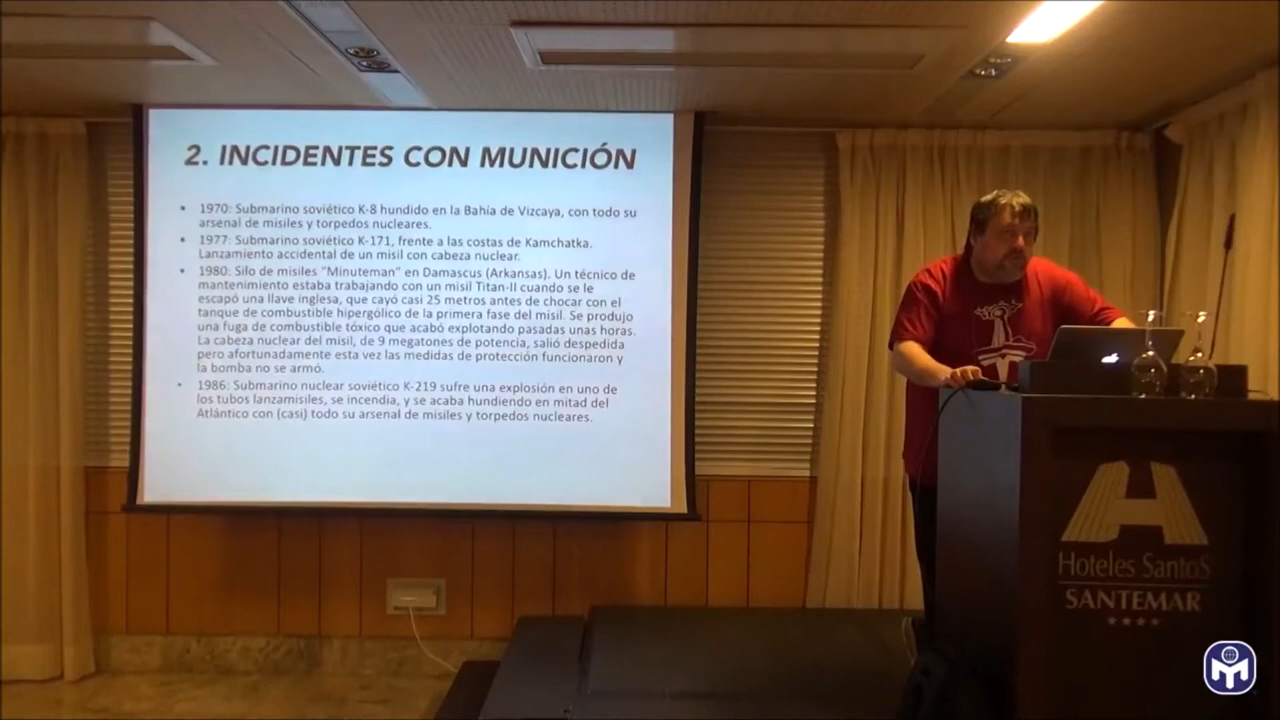 2. INCIDENTES CON MUNICIÓN
• 1970: Submarino soviético K-8 hundido en la Bahía de Vizcaya, con todo su
arsenal de misiles y torpedos nucleares.
• 1977: Submarino soviético K-171, frente a las costas de Kamchatka.
Lanzamiento accidental de un misil con cabeza nuclear.
• 1980: Silo de misiles “Minuteman” en Damascus (Arkansas). Un técnico de
mantenimiento estaba trabajando con un misil Titan-II cuando se le
escapó una llave inglesa, que cayó casi 25 metros antes de chocar con el
tanque de combustible hipergólico de la primera fase del misil. Se produjo
una fuga de combustible tóxico que acabó explotando pasadas unas horas.
La cabeza nuclear del misil, de 9 megatones de potencia, salió despedida
pero afortunadamente esta vez las medidas de protección funcionaron y
la bomba no se armó.
• 1986: Submarino nuclear soviético K-219 sufre una explosión en uno de
los tubos lanzamisiles, se incendia, y se acaba hundiendo en mitad del
Atlántico con (casi) todo su arsenal de misiles y torpedos nucleares.
Hoteles SantoS
SANTEMAR